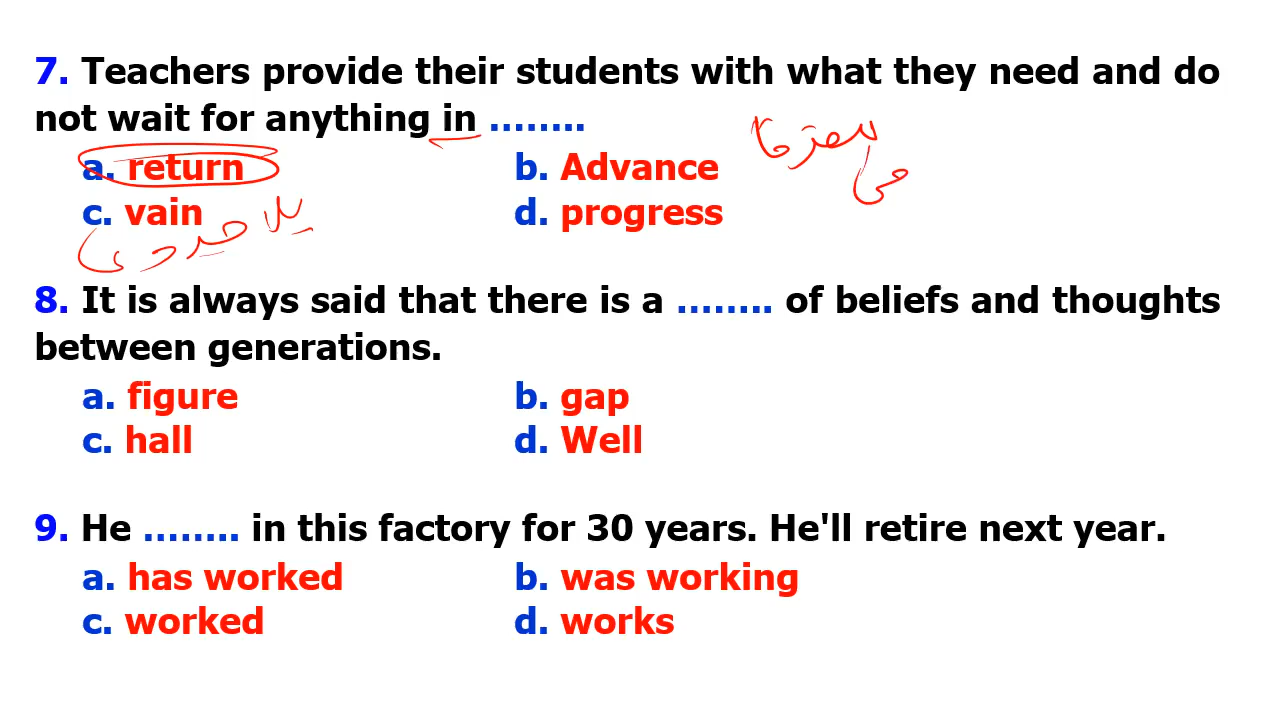 7. Teachers provide their students with what they need and do
not wait for anything in ........
a. return b. Advance
c. vain d. progress
بلا جدوى
8. It is always said that there is a ........ of beliefs and thoughts
between generations.
a. figure b. gap
c. hall d. Well
9. He ........ in this factory for 30 years. He'll retire next year.
a. has worked b. was working
c. worked d. works